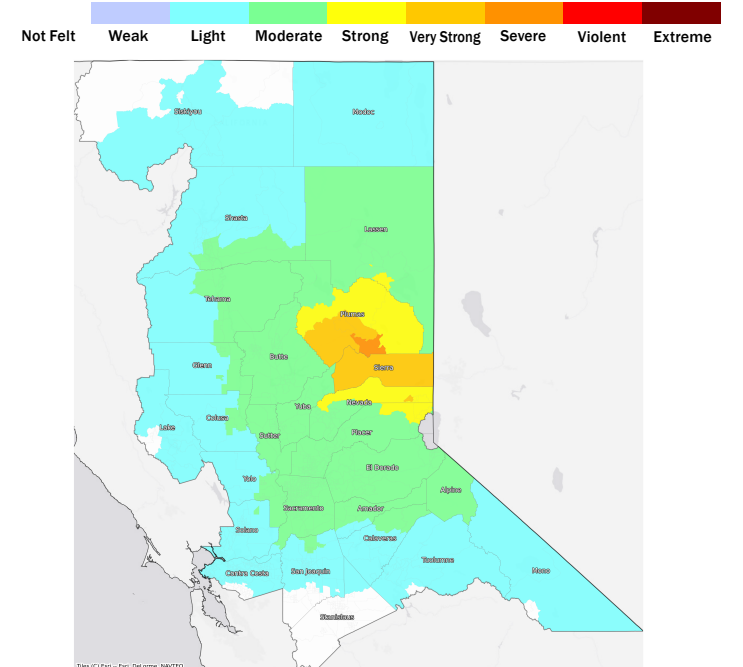 Not Felt Weak Light Moderate Strong Very Strong Severe Violent Extreme
Siskiyou Modoc
Shasta
Lassen
Tehama
Plumas
Butte
Glenn Sierra
Yuba Nevada
Colusa
Lake
Sutter Placer
El Dorado
Yolo
Alpine
Sacramento Amador
Solano
Calaveras
Tuolumne
Contra Costa San Joaquin Mono
Stanislaus